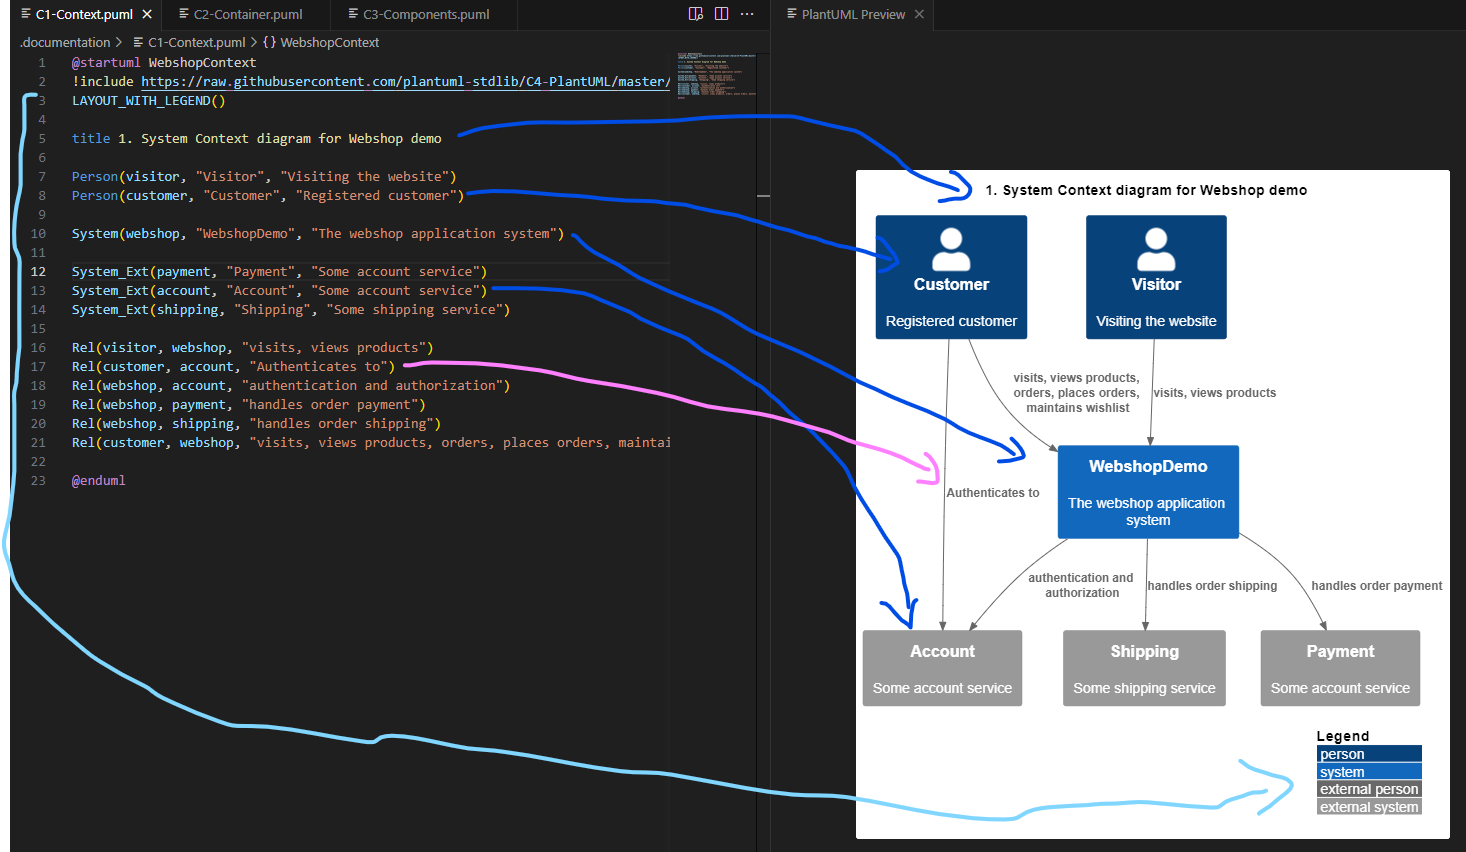 C1-Context.puml
C2-Container.puml
C3-Components.puml
PlantUML Preview
.documentation > C1-Context.puml > {} WebshopContext
1 @startuml WebshopContext
2 !include https://raw.githubusercontent.com/plantuml-stdlib/C4-PlantUML/master/
3 LAYOUT_WITH_LEGEND()
4
5 title 1. System Context diagram for Webshop demo
6
7 Person(visitor, "Visitor", "Visiting the website")
8 Person(customer, "Customer", "Registered customer")
9
10 System(webshop, "WebshopDemo", "The webshop application system")
11
12 System_Ext(payment, "Payment", "Some account service")
13 System_Ext(account, "Account", "Some account service")
14 System_Ext(shipping, "Shipping", "Some shipping service")
15
16 Rel(visitor, webshop, "visits, views products")
17 Rel(customer, account, "Authenticates to")
18 Rel(webshop, account, "authentication and authorization")
19 Rel(webshop, payment, "handles order payment")
20 Rel(webshop, shipping, "handles order shipping")
21 Rel(customer, webshop, "visits, views products, orders, places orders, maintai
22
23 @enduml
1. System Context diagram for Webshop demo
Customer
Registered customer
Visitor
Visiting the website
visits, views products,
orders, places orders,
maintains wishlist
visits, views products
WebshopDemo
The webshop application
system
Authenticates to
authentication and
authorization
handles order shipping
handles order payment
Account
Some account service
Shipping
Some shipping service
Payment
Some account service
Legend
person
system
external person
external system